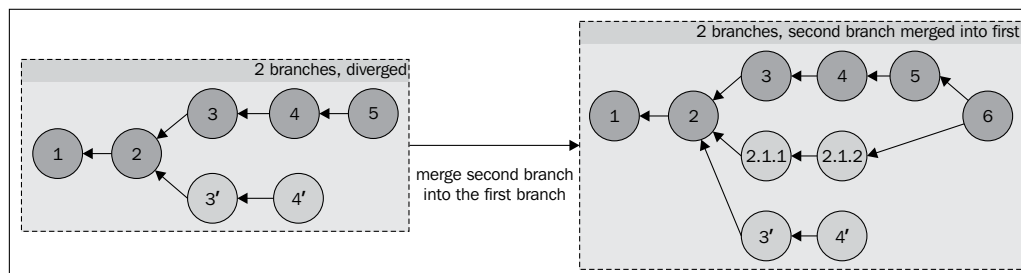 2 branches, diverged
3 4 5
1 2
3′ 4′
merge second branch
into the first branch
2 branches, second branch merged into first
3 4 5
1 2 6
2.1.1 2.1.2
3′ 4′